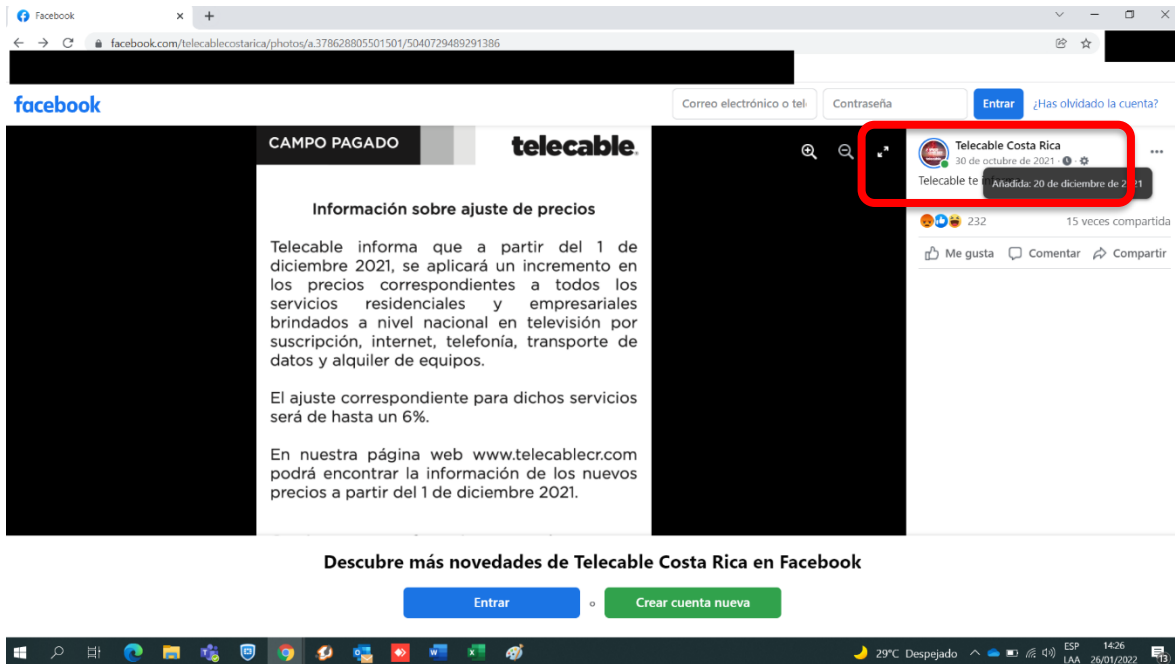 Facebook
facebook.com/telecablecostarica/photos/a.378628805501501/5040729489291386
facebook
Correo electrónico o tel
Contraseña
Entrar
¿Has olvidado la cuenta?
CAMPO PAGADO
telecable
Información sobre ajuste de precios
Telecable informa que a partir del 1 de
diciembre 2021, se aplicará un incremento en
los precios correspondientes a todos los
servicios residenciales y empresariales
brindados a nivel nacional en televisión por
suscripción, internet, telefonía, transporte de
datos y alquiler de equipos.
El ajuste correspondiente para dichos servicios
será de hasta un 6%.
En nuestra página web www.telecablecr.com
podrá encontrar la información de los nuevos
precios a partir del 1 de diciembre 2021.
Telecable Costa Rica
30 de octubre de 2021
Telecable te
Añadida: 20 de diciembre de 2021
232
15 veces compartida
Me gusta
Comentar
Compartir
Descubre más novedades de Telecable Costa Rica en Facebook
Entrar
o
Crear cuenta nueva
29°C Despejado
ESP
LAA
14:26
26/01/2022